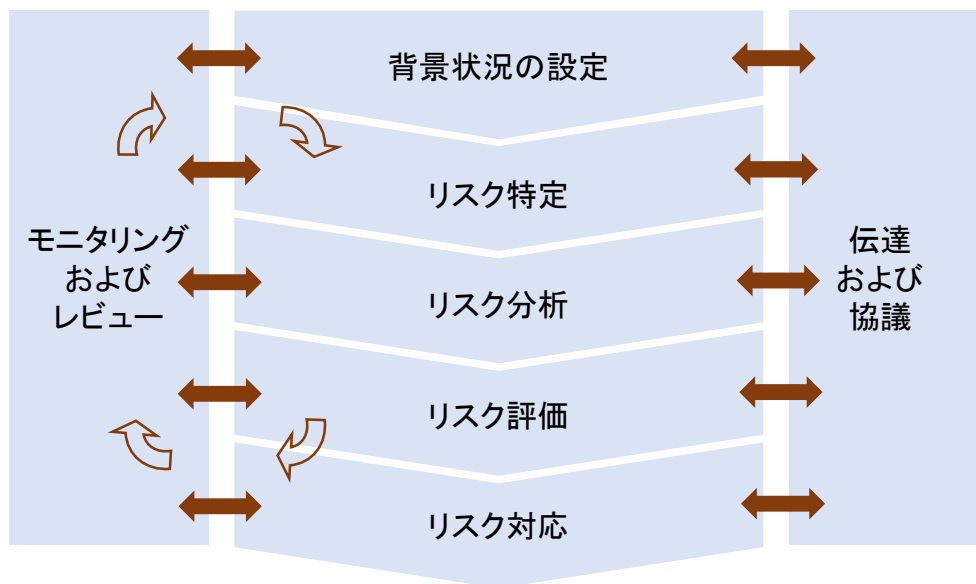 背景状況の設定
リスク特定
リスク分析
リスク評価
リスク対応
モニタリング
および
レビュー
伝達
および
協議